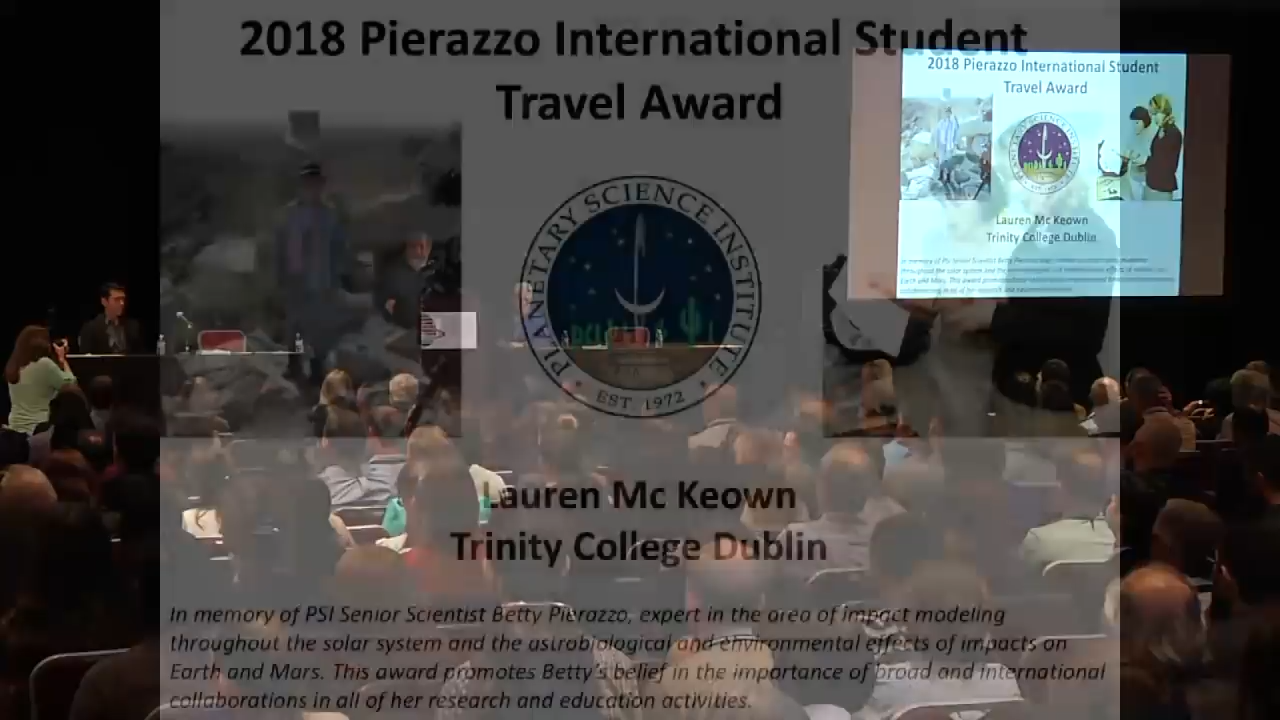 2018 Pierazzo International Student
Travel Award
PLANETARY SCIENCE INSTITUTE
EST. 1972
Lauren Mc Keown
Trinity College Dublin
In memory of PSI Senior Scientist Betty Pierazzo, expert in the area of impact modeling
throughout the solar system and the astrobiological and environmental effects of impacts on
Earth and Mars. This award promotes Betty's belief in the importance of broad and international
collaborations in all of her research and education activities.
2018 Pierazzo International Student
Travel Award
PLANETARY SCIENCE INSTITUTE
Lauren Mc Keown
Trinity College Dublin